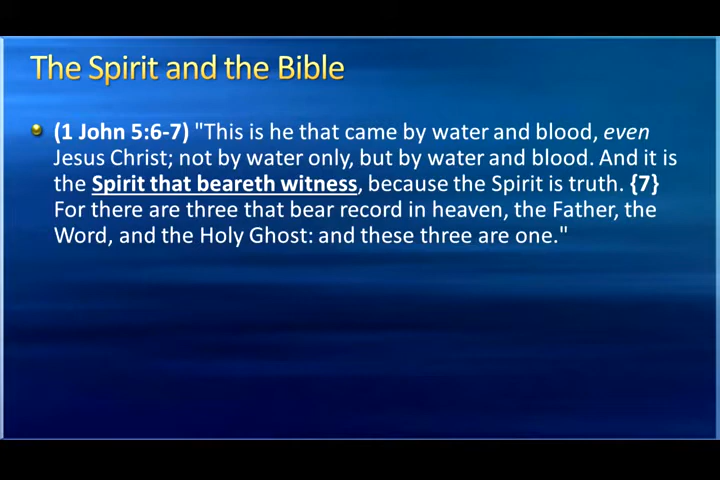 The Spirit and the Bible
(1 John 5:6-7) "This is he that came by water and blood, even
Jesus Christ; not by water only, but by water and blood. And it is
the Spirit that beareth witness, because the Spirit is truth. {7}
For there are three that bear record in heaven, the Father, the
Word, and the Holy Ghost: and these three are one."